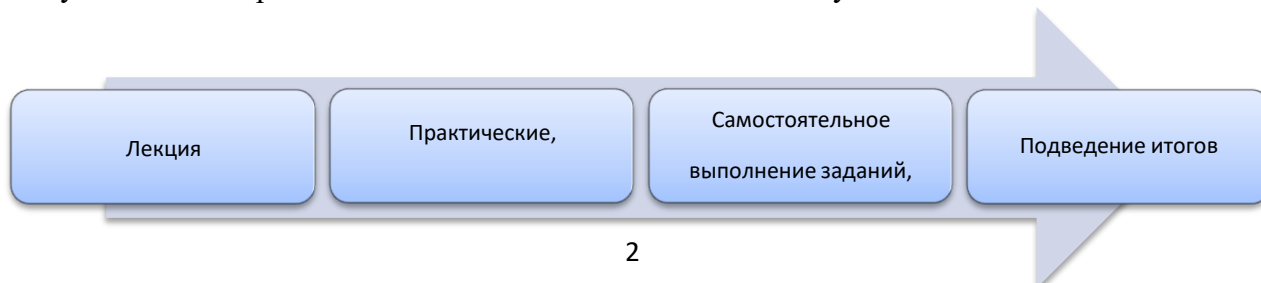 Лекция
Практические,
Самостоятельное
выполнение заданий,
Подведение итогов
2